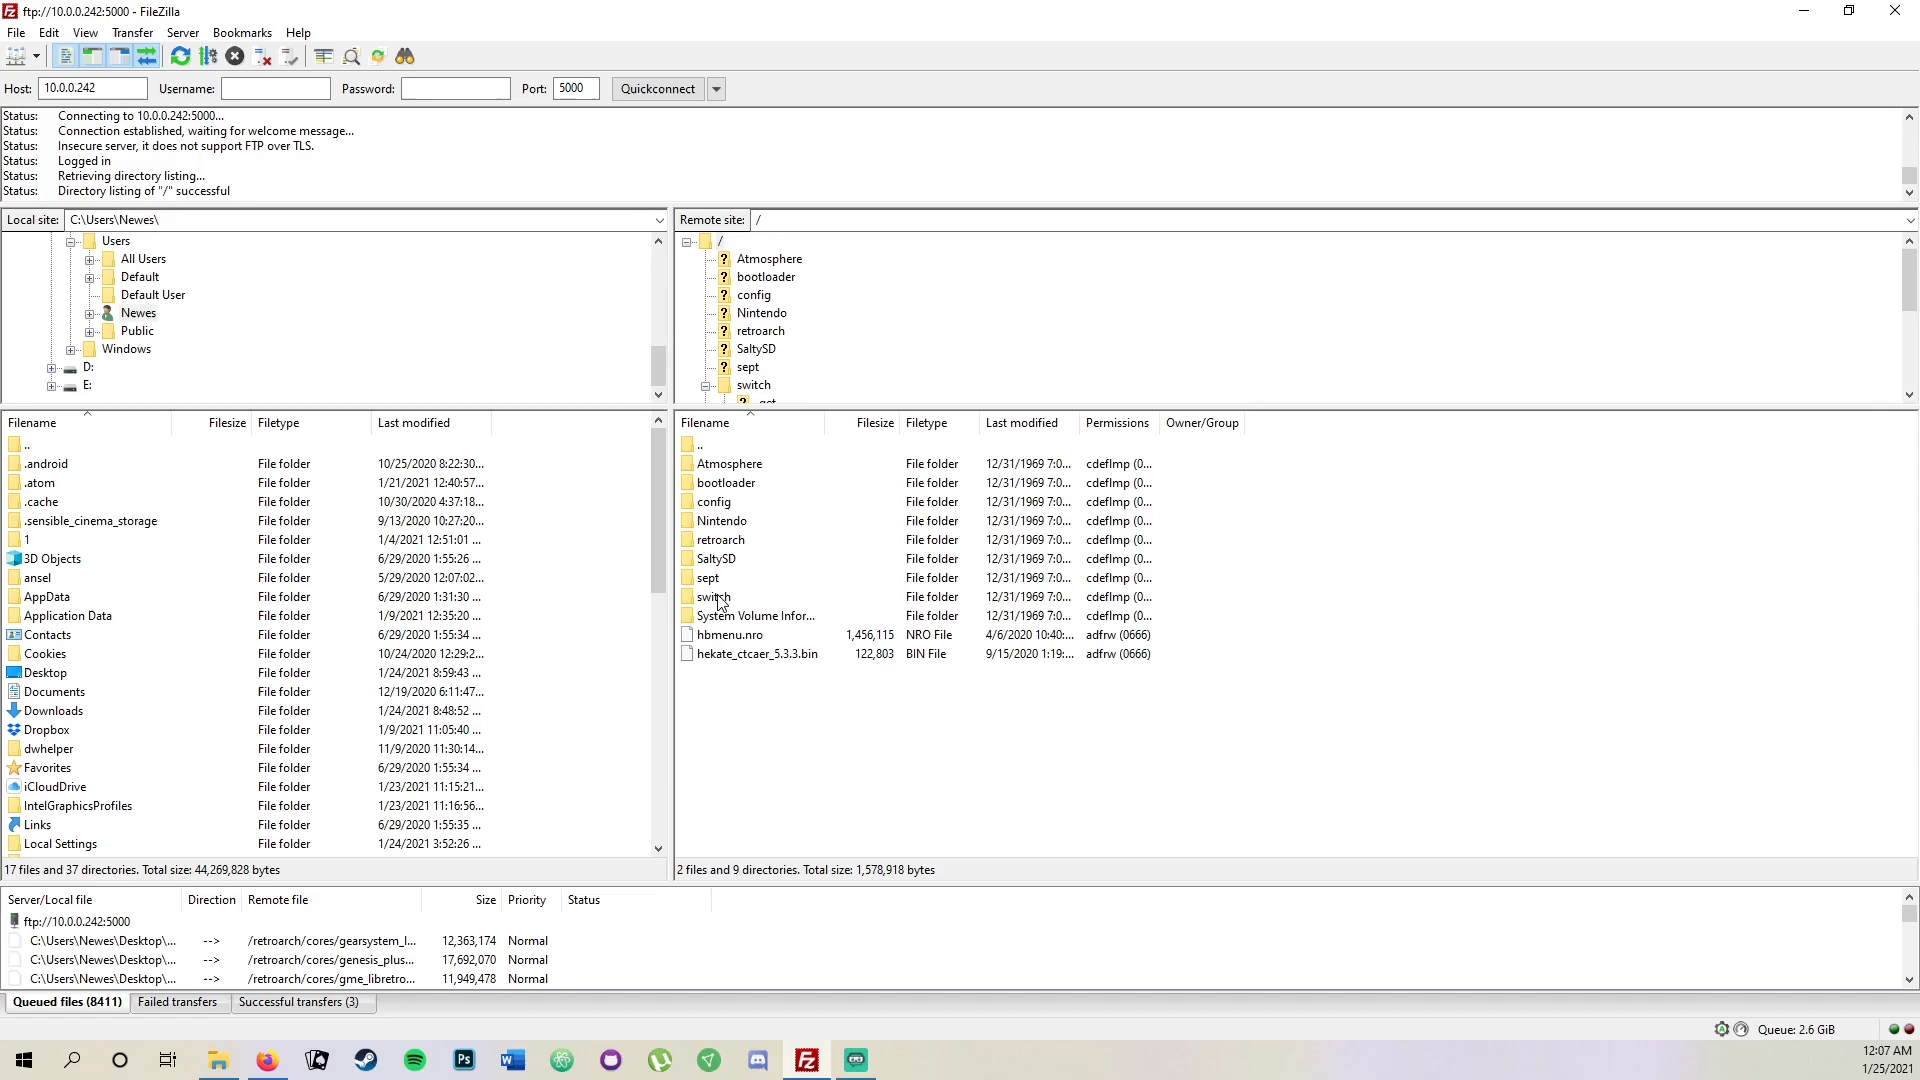 ftp://10.0.0.242:5000 - FileZilla
File Edit View Transfer Server Bookmarks Help
Host: 10.0.0.242 Username: Password: Port: 5000 Quickconnect
Status: Connecting to 10.0.0.242:5000...
Status: Connection established, waiting for welcome message...
Status: Insecure server, it does not support FTP over TLS.
Status: Logged in
Status: Retrieving directory listing...
Status: Directory listing of "/" successful
Local site: C:\Users\Newes\
Users
All Users
Default
Default User
Newes
Public
Windows
D:
E:
Remote site: /
/
? Atmosphere
? bootloader
? config
? Nintendo
? retroarch
? SaltySD
? sept
switch
Filename Filesize Filetype Last modified
..
.android File folder 10/25/2020 8:22:30...
.atom File folder 1/21/2021 12:40:57...
.cache File folder 10/30/2020 4:37:18...
.sensible_cinema_storage File folder 9/13/2020 10:27:20...
1 File folder 1/4/2021 12:51:01 ...
3D Objects File folder 6/29/2020 1:55:26 ...
ansel File folder 5/29/2020 12:07:02...
AppData File folder 6/29/2020 1:31:30 ...
Application Data File folder 1/9/2021 12:35:20 ...
Contacts File folder 6/29/2020 1:55:34 ...
Cookies File folder 10/24/2020 12:29:2...
Desktop File folder 1/24/2021 8:59:43 ...
Documents File folder 12/19/2020 6:11:47...
Downloads File folder 1/24/2021 8:48:52 ...
Dropbox File folder 1/9/2021 11:05:40 ...
dwhelper File folder 11/9/2020 11:30:14...
Favorites File folder 6/29/2020 1:55:34 ...
iCloudDrive File folder 1/23/2021 11:15:21...
IntelGraphicsProfiles File folder 1/23/2021 11:16:56...
Links File folder 6/29/2020 1:55:35 ...
Local Settings File folder 1/24/2021 3:52:26 ...
17 files and 37 directories. Total size: 44,269,828 bytes
Filename Filesize Filetype Last modified Permissions Owner/Group
..
Atmosphere File folder 12/31/1969 7:0... cdeflmp (0...
bootloader File folder 12/31/1969 7:0... cdeflmp (0...
config File folder 12/31/1969 7:0... cdeflmp (0...
Nintendo File folder 12/31/1969 7:0... cdeflmp (0...
retroarch File folder 12/31/1969 7:0... cdeflmp (0...
SaltySD File folder 12/31/1969 7:0... cdeflmp (0...
sept File folder 12/31/1969 7:0... cdeflmp (0...
switch File folder 12/31/1969 7:0... cdeflmp (0...
System Volume Infor... File folder 12/31/1969 7:0... cdeflmp (0...
hbmenu.nro 1,456,115 NRO File 4/6/2020 10:40:... adfrw (0666)
hekate_ctcaer_5.3.3.bin 122,803 BIN File 9/15/2020 1:19:... adfrw (0666)
2 files and 9 directories. Total size: 1,578,918 bytes
Server/Local file Direction Remote file Size Priority Status
ftp://10.0.0.242:5000
C:\Users\Newes\Desktop\... --> /retroarch/cores/gearsystem_l... 12,363,174 Normal
C:\Users\Newes\Desktop\... --> /retroarch/cores/genesis_plus... 17,692,070 Normal
C:\Users\Newes\Desktop\... --> /retroarch/cores/gme_libretro... 11,949,478 Normal
Queued files (8411) Failed transfers Successful transfers (3)
Queue: 2.6 GiB
12:07 AM
1/25/2021